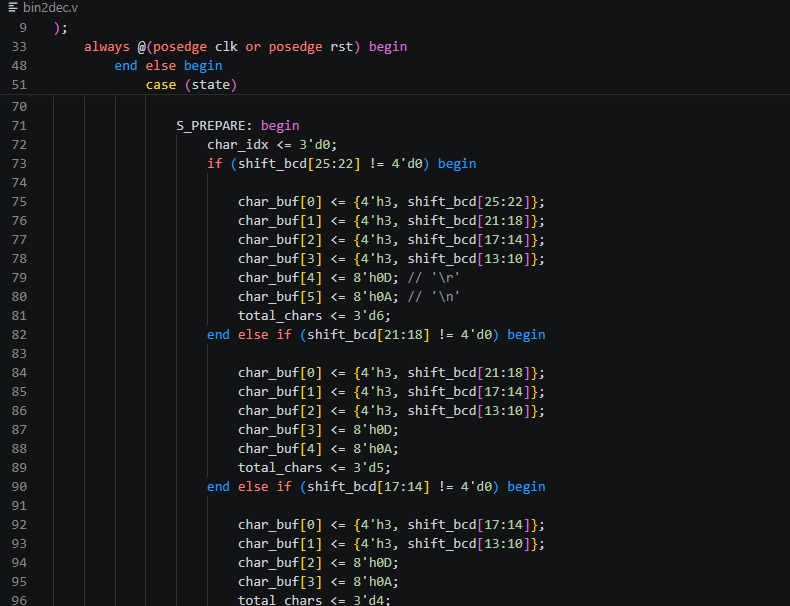 bin2dec.v
9 );
33 always @(posedge clk or posedge rst) begin
48 end else begin
51 case (state)
70
71 S_PREPARE: begin
72 char_idx <= 3'd0;
73 if (shift_bcd[25:22] != 4'd0) begin
74
75 char_buf[0] <= {4'h3, shift_bcd[25:22]};
76 char_buf[1] <= {4'h3, shift_bcd[21:18]};
77 char_buf[2] <= {4'h3, shift_bcd[17:14]};
78 char_buf[3] <= {4'h3, shift_bcd[13:10]};
79 char_buf[4] <= 8'h0D; // '\r'
80 char_buf[5] <= 8'h0A; // '\n'
81 total_chars <= 3'd6;
82 end else if (shift_bcd[21:18] != 4'd0) begin
83
84 char_buf[0] <= {4'h3, shift_bcd[21:18]};
85 char_buf[1] <= {4'h3, shift_bcd[17:14]};
86 char_buf[2] <= {4'h3, shift_bcd[13:10]};
87 char_buf[3] <= 8'h0D;
88 char_buf[4] <= 8'h0A;
89 total_chars <= 3'd5;
90 end else if (shift_bcd[17:14] != 4'd0) begin
91
92 char_buf[0] <= {4'h3, shift_bcd[17:14]};
93 char_buf[1] <= {4'h3, shift_bcd[13:10]};
94 char_buf[2] <= 8'h0D;
95 char_buf[3] <= 8'h0A;
96 total_chars <= 3'd4;